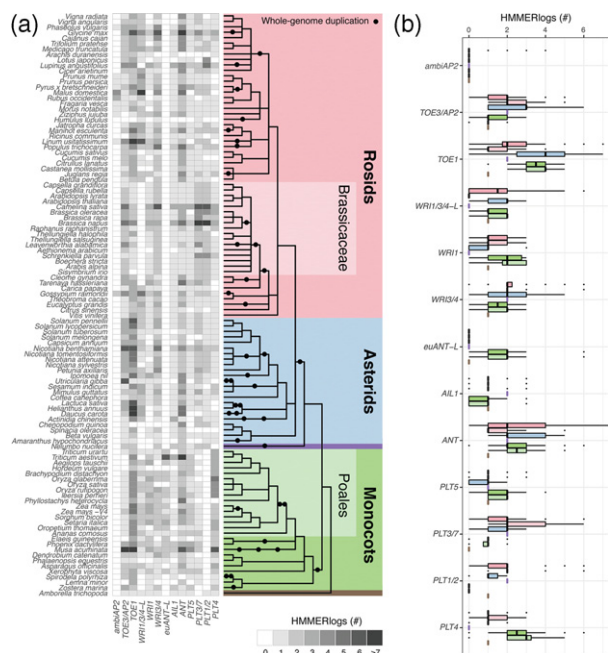 (a)
Vigna radiata
Vigna angularis
Phaseolus vulgaris
Glycine max
Cajanus cajan
Trifolium pratense
Medicago truncatula
Arachis duranensis
Lotus japonicus
Lupinus angustifolius
Cicer arietinum
Prunus mume
Prunus persica
Pyrus x bretschneideri
Malus domestica
Rubus occidentalis
Fragaria vesca
Morus notabilis
Ziziphus jujuba
Humulus lupulus
Jatropha curcas
Manihot esculenta
Ricinus communis
Linum usitatissimum
Populus trichocarpa
Cucumis sativus
Cucumis melo
Citrullus lanatus
Castanea mollissima
Juglans regia
Betula pendula
Capsella grandiflora
Capsella rubella
Arabidopsis lyrata
Arabidopsis thaliana
Camelina sativa
Brassica oleracea
Brassica rapa
Brassica napus
Raphanus raphanistrum
Thellungiella halophila
Thellungiella salsuginea
Leavenworthia alabamica
Aethionema arabicum
Schrenkiella parvula
Boechera stricta
Arabis alpina
Sisymbrium irio
Cleome gynandra
Tarenaya hassleriana
Carica papaya
Gossypium raimondii
Theobroma cacao
Eucalyptus grandis
Citrus sinensis
Vitis vinifera
Solanum pennellii
Solanum lycopersicum
Solanum tuberosum
Solanum melongena
Capsicum annuum
Nicotiana benthamiana
Nicotiana tomentosiformis
Nicotiana attenuata
Nicotiana sylvestris
Petunia axillaris
Ipomoea nil
Utricularia gibba
Sesamum indicum
Mimulus guttatus
Coffea canephora
Lactuca sativa
Helianthus annuus
Daucus carota
Actinidia chinensis
Chenopodium quinoa
Spinacia oleracea
Beta vulgaris
Amaranthus hypochondriacus
Nelumbo nucifera
Triticum urartu
Triticum aestivum
Aegilops tauschii
Hordeum vulgare
Brachypodium distachyon
Oryza glaberrima
Oryza sativa
Oryza rufipogon
Leersia perrieri
Phyllostachys heterocycla
Zea mays
Zea mays -V4
Sorghum bicolor
Setaria italica
Oropetium thomaeum
Ananas comosus
Elaeis guineensis
Phoenix dactylifera
Musa acuminata
Dendrobium catenatum
Phalaenopsis equestris
Asparagus officinalis
Xerophyta viscosa
Spirodela polyrhiza
Lemna minor
Zostera marina
Amborella trichopoda
ambiAP2
TOE3/AP2
TOE1
WRI1/3/4-L
WRI1
WRI3/4
euANT-L
AIL1
ANT
PLT5
PLT3/7
PLT1/2
PLT4
Whole-genome duplication
Rosids
Brassicaceae
Asterids
Monocots
Poales
HMMERlogs (#)
0 1 2 3 4 5 6 >7
(b)
HMMERlogs (#)
0 2 4 6
ambiAP2
TOE3/AP2
TOE1
WRI1/3/4-L
WRI1
WRI3/4
euANT-L
AIL1
ANT
PLT5
PLT3/7
PLT1/2
PLT4